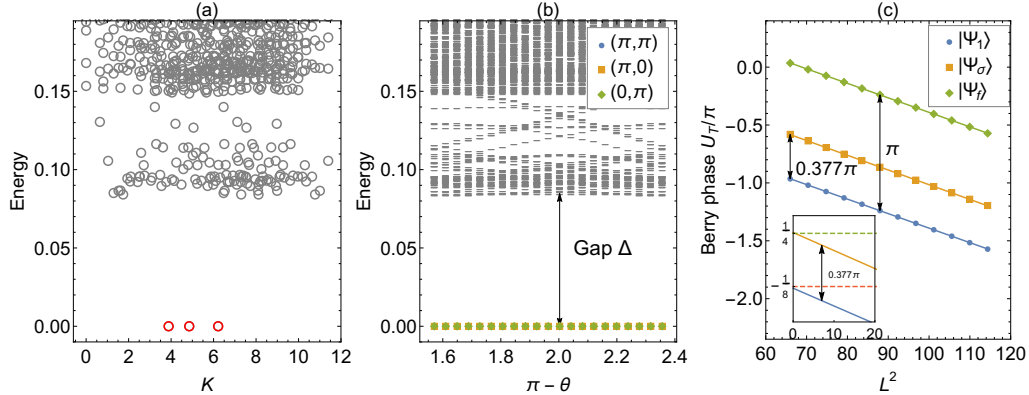 (a)
Energy
0.15
0.10
0.05
0.00
0 2 4 6 8 10 12
K
(b)
Energy
0.15
0.10
0.05
0.00
(π,π)
(π,0)
(0,π)
Gap Δ
1.6 1.8 2.0 2.2 2.4
π − θ
(c)
Berry phase U_T/π
0.0
-0.5
-1.0
-1.5
-2.0
|Ψ₁⟩
|Ψ_σ⟩
|Ψ_f⟩
0.377π
π
1/4
-1/8
0.377π
0 10 20
60 70 80 90 100 110 120
L²